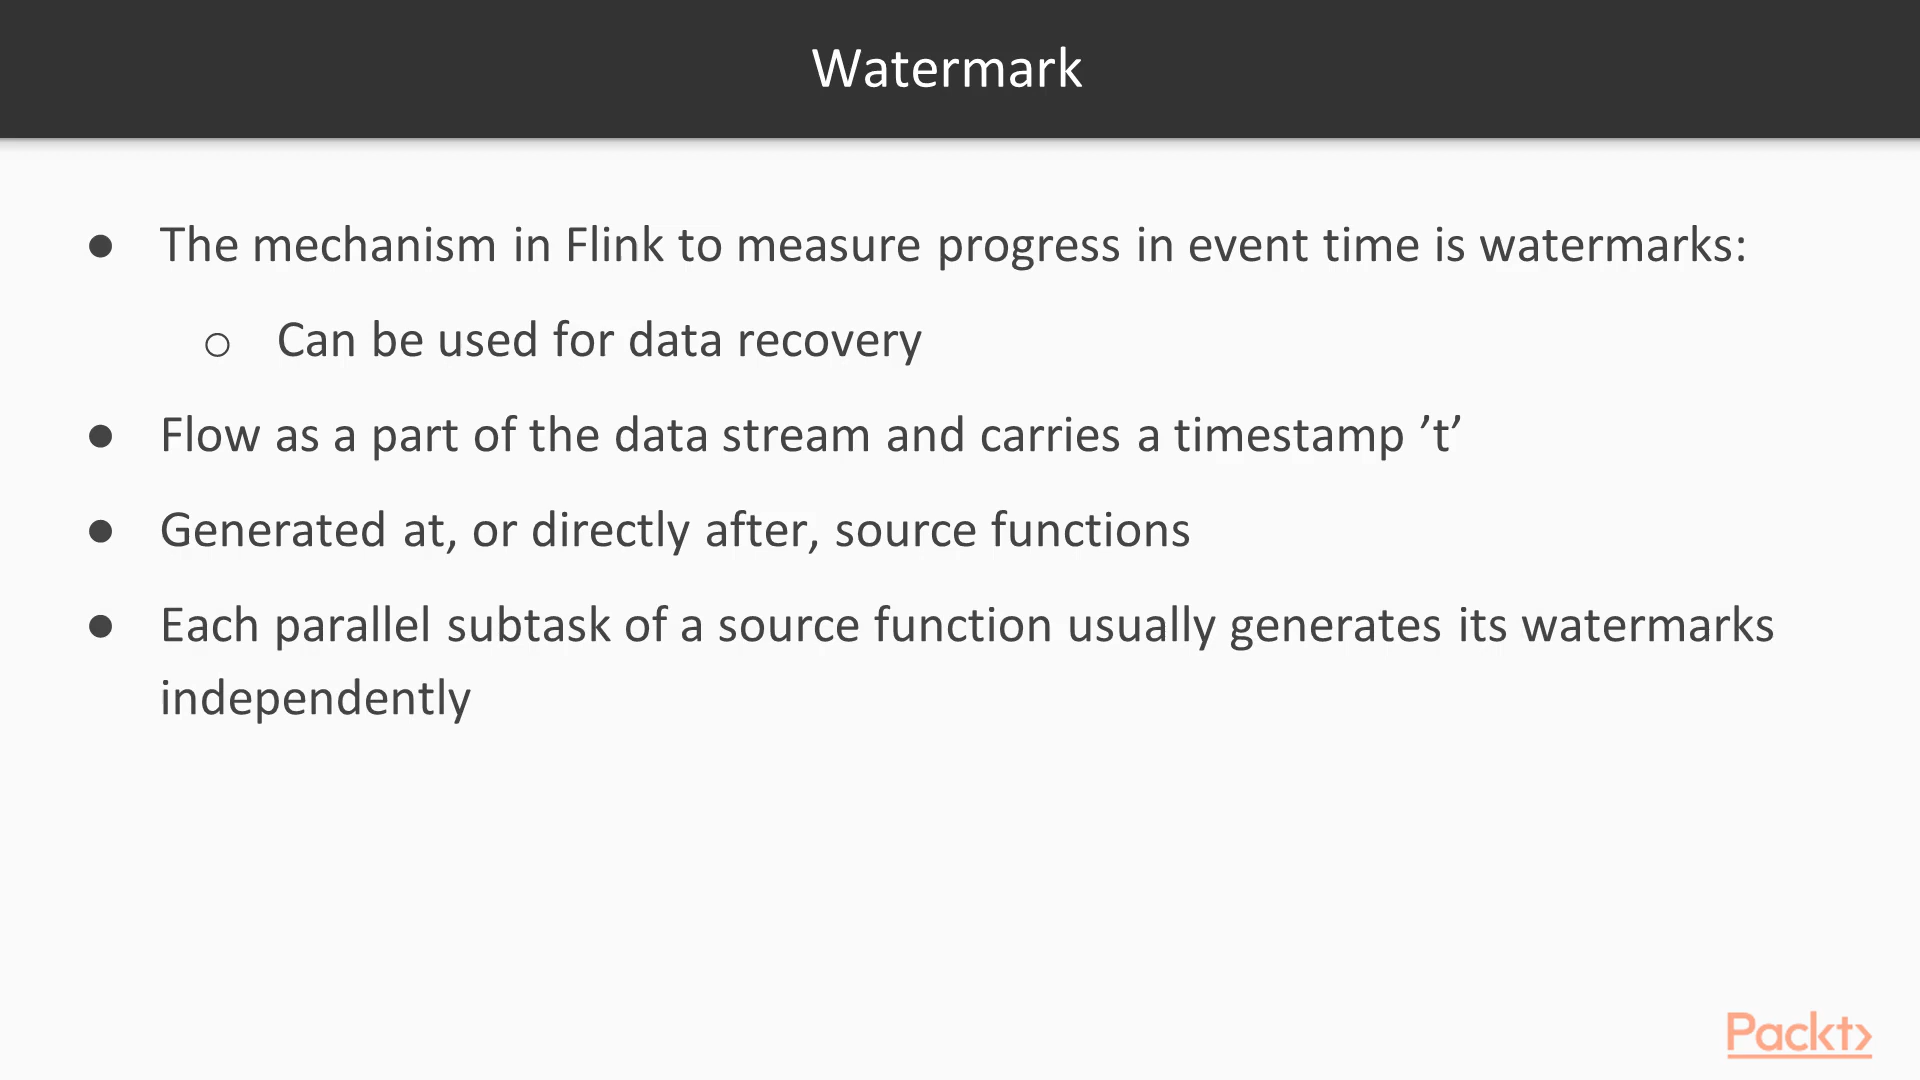 Watermark
● The mechanism in Flink to measure progress in event time is watermarks:
○ Can be used for data recovery
● Flow as a part of the data stream and carries a timestamp ’t’
● Generated at, or directly after, source functions
● Each parallel subtask of a source function usually generates its watermarks
independently
Packt>